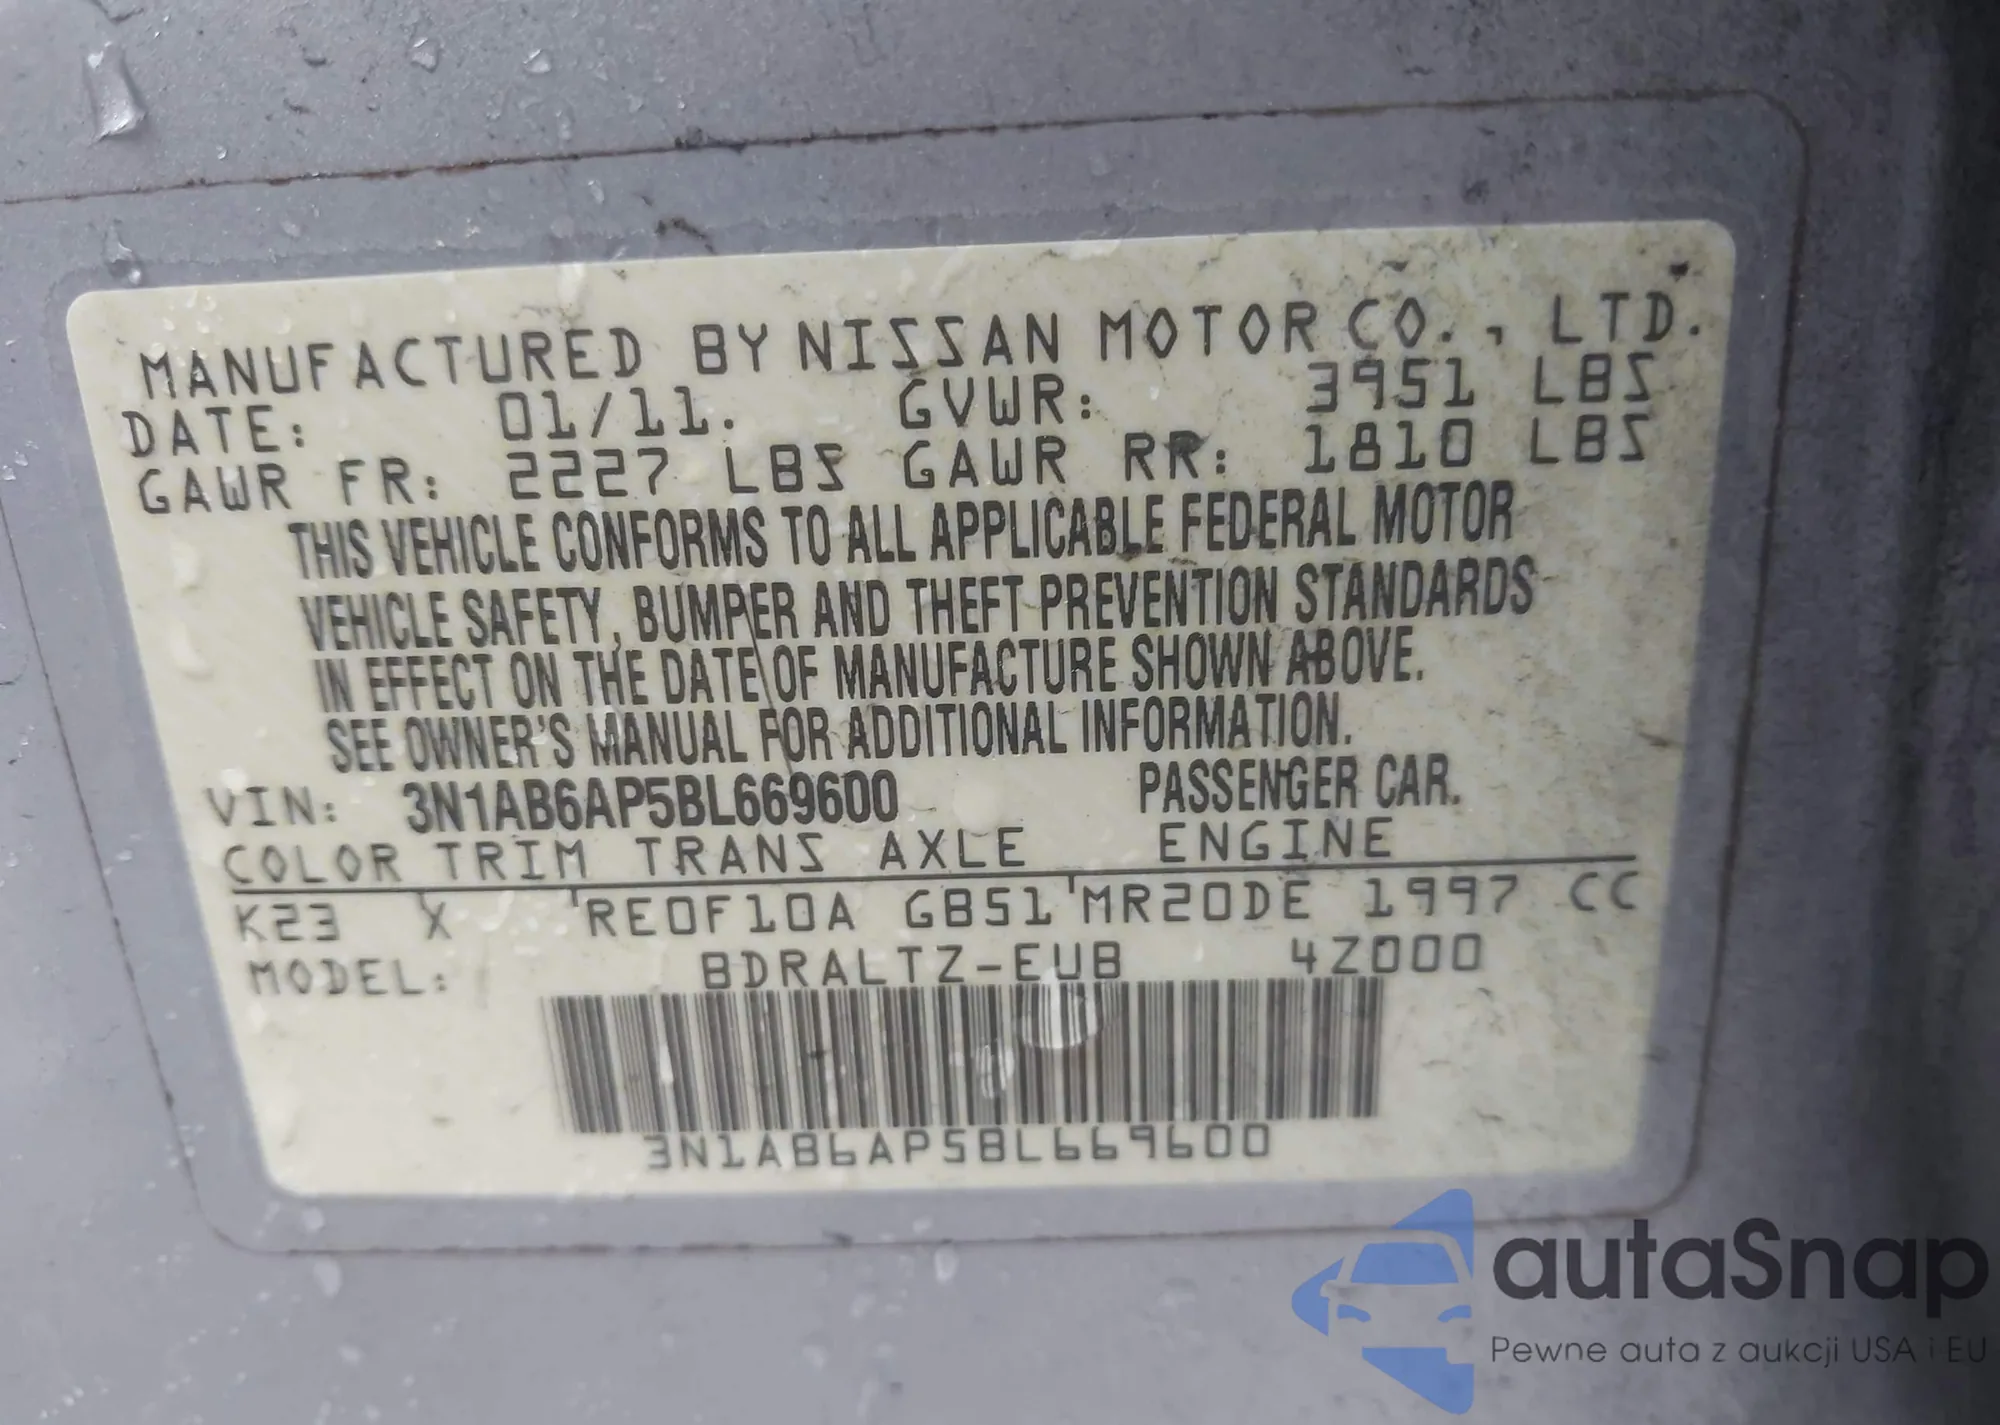 MANUFACTURED BY NISSAN MOTOR CO., LTD.
DATE: 01/11. GVWR: 3951 LBS
GAWR FR: 2227 LBS GAWR RR: 1810 LBS
THIS VEHICLE CONFORMS TO ALL APPLICABLE FEDERAL MOTOR
VEHICLE SAFETY, BUMPER AND THEFT PREVENTION STANDARDS
IN EFFECT ON THE DATE OF MANUFACTURE SHOWN ABOVE.
SEE OWNER'S MANUAL FOR ADDITIONAL INFORMATION.
VIN: 3N1AB6AP5BL669600 PASSENGER CAR.
COLOR TRIM TRANS AXLE ENGINE
K23 X RE0F10A GB51 MR20DE 1997 CC
MODEL: BDRALTZ-EUB 4Z000
3N1AB6AP5BL669600
autaSnap
Pewne auta z aukcji USA i EU